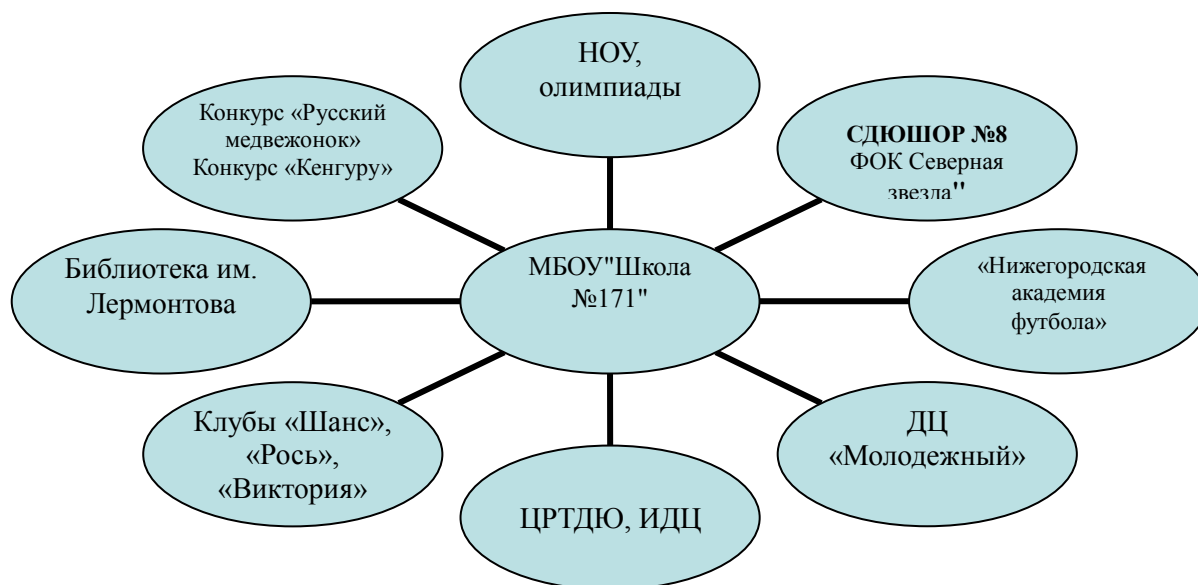 НОУ,
олимпиады
Конкурс «Русский
медвежонок»
Конкурс «Кенгуру»
СДЮШОР №8
ФОК Северная
звезда"
Библиотека им.
Лермонтова
МБОУ"Школа
№171"
«Нижегородская
академия
футбола»
Клубы «Шанс»,
«Рось»,
«Виктория»
ДЦ
«Молодежный»
ЦРТДЮ, ИДЦ